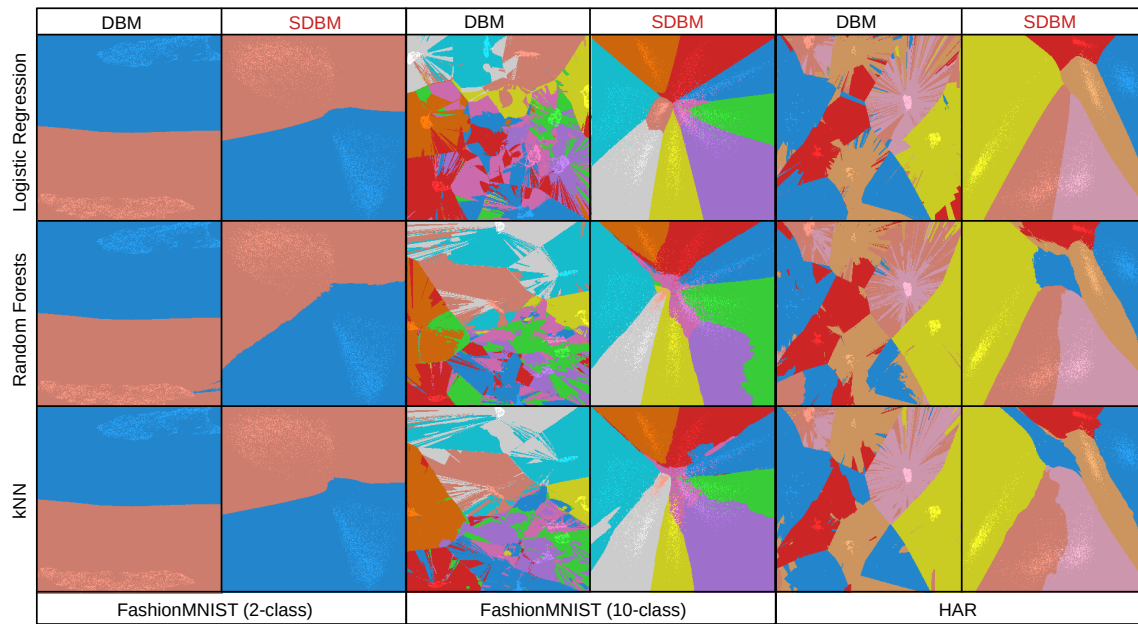 DBM SDBM DBM SDBM DBM SDBM
Logistic Regression
Random Forests
kNN
FashionMNIST (2-class) FashionMNIST (10-class) HAR